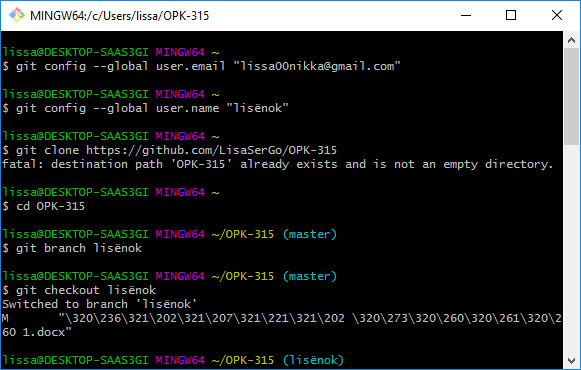 MINGW64:/c/Users/lissa/OPK-315
lissa@DESKTOP-SAAS3GI MINGW64 ~
$ git config --global user.email "lissa00nikka@gmail.com"
lissa@DESKTOP-SAAS3GI MINGW64 ~
$ git config --global user.name "lisёnok"
lissa@DESKTOP-SAAS3GI MINGW64 ~
$ git clone https://github.com/LisaSerGo/OPK-315
fatal: destination path 'OPK-315' already exists and is not an empty directory.
lissa@DESKTOP-SAAS3GI MINGW64 ~
$ cd OPK-315
lissa@DESKTOP-SAAS3GI MINGW64 ~/OPK-315 (master)
$ git branch lisёnok
lissa@DESKTOP-SAAS3GI MINGW64 ~/OPK-315 (master)
$ git checkout lisёnok
Switched to branch 'lisёnok'
M "\320\236\321\202\321\207\321\221\321\202 \320\273\320\260\320\261\320\2
60 1.docx"
lissa@DESKTOP-SAAS3GI MINGW64 ~/OPK-315 (lisёnok)